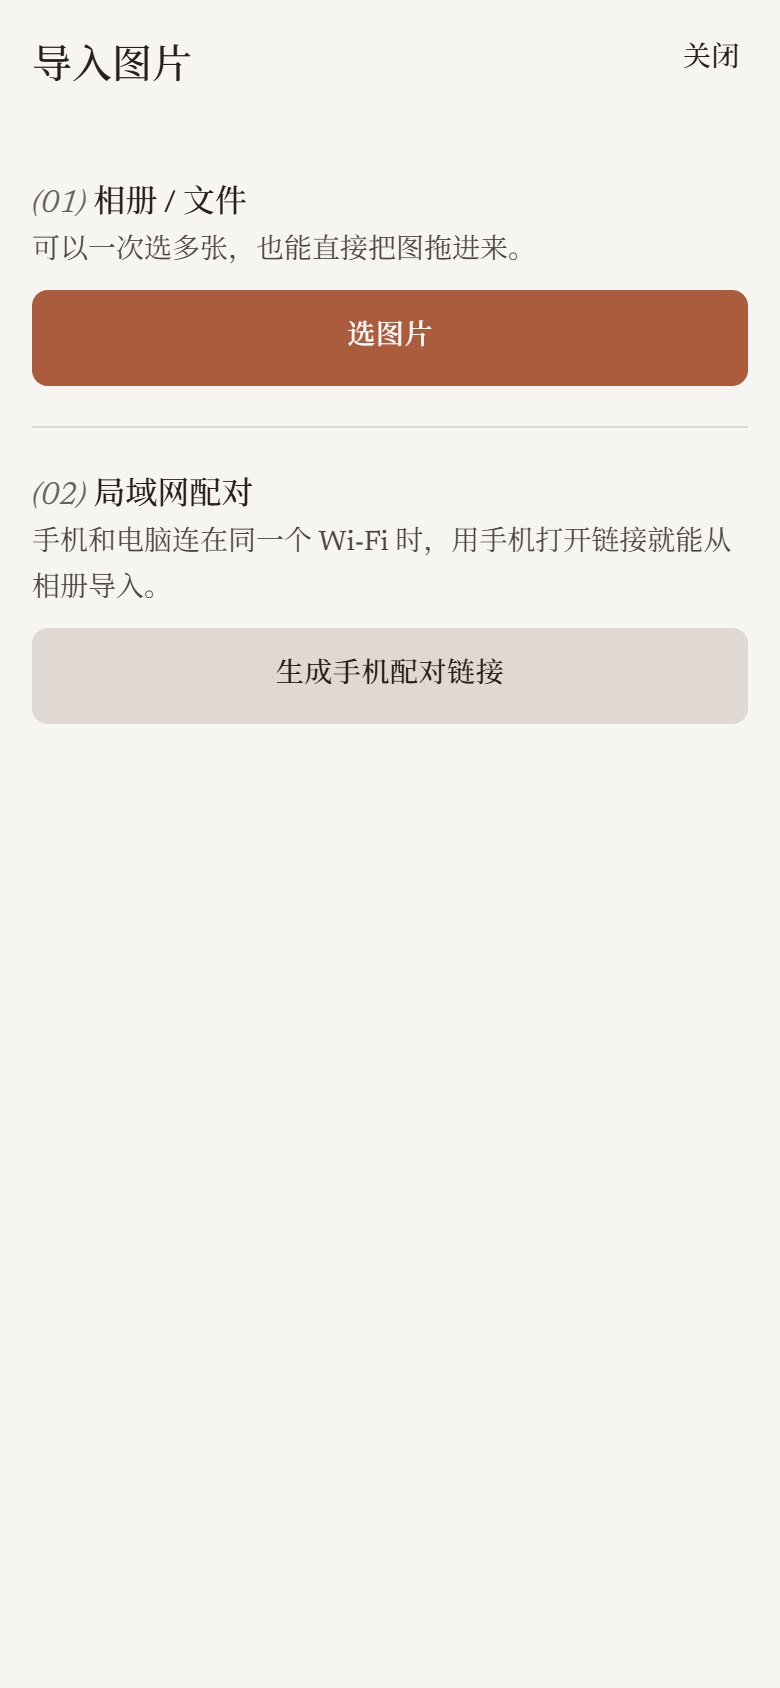 导入图片
关闭
(01) 相册 / 文件
可以一次选多张，也能直接把图拖进来。
选图片
(02) 局域网配对
手机和电脑连在同一个 Wi-Fi 时，用手机打开链接就能从
相册导入。
生成手机配对链接